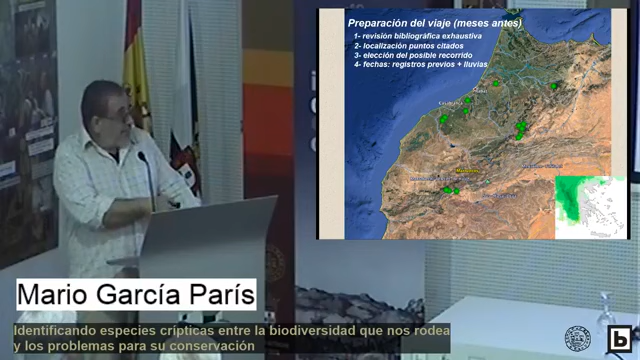 Preparación del viaje (meses antes)
1- revisión bibliográfica exhaustiva
2- localización puntos citados
3- elección del posible recorrido
4- fechas: registros previos + lluvias
Mario García París
Identificando especies crípticas entre la biodiversidad que nos rodea
y los problemas para su conservación
b